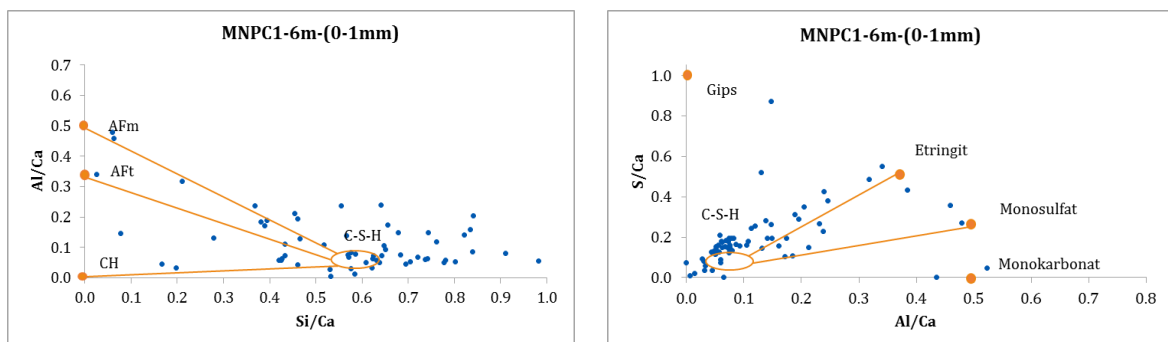 MNPC1-6m-(0-1mm)
0.7
0.6
0.5
0.4
0.3
0.2
0.1
0.0
Al/Ca
AFm
AFt
CH
C-S-H
0.0 0.1 0.2 0.3 0.4 0.5 0.6 0.7 0.8 0.9 1.0
Si/Ca
MNPC1-6m-(0-1mm)
1.0
0.8
0.6
0.4
0.2
0.0
S/Ca
Gips
Etringit
C-S-H
Monosulfat
Monokarbonat
0.0 0.1 0.2 0.3 0.4 0.5 0.6 0.7 0.8
Al/Ca